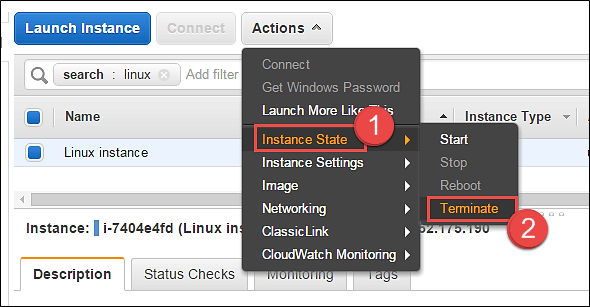 Launch Instance Connect Actions
search : linux Add filter
Connect
Get Windows Password
Launch More Like This
Name Instance Type
1
Instance State Start
Linux instance
Instance Settings Stop
Image Reboot
Networking Terminate
2
Instance: i-7404e4fd (Linux ins 52.175.190
ClassicLink
CloudWatch Monitoring
Description Status Checks Monitoring Tags